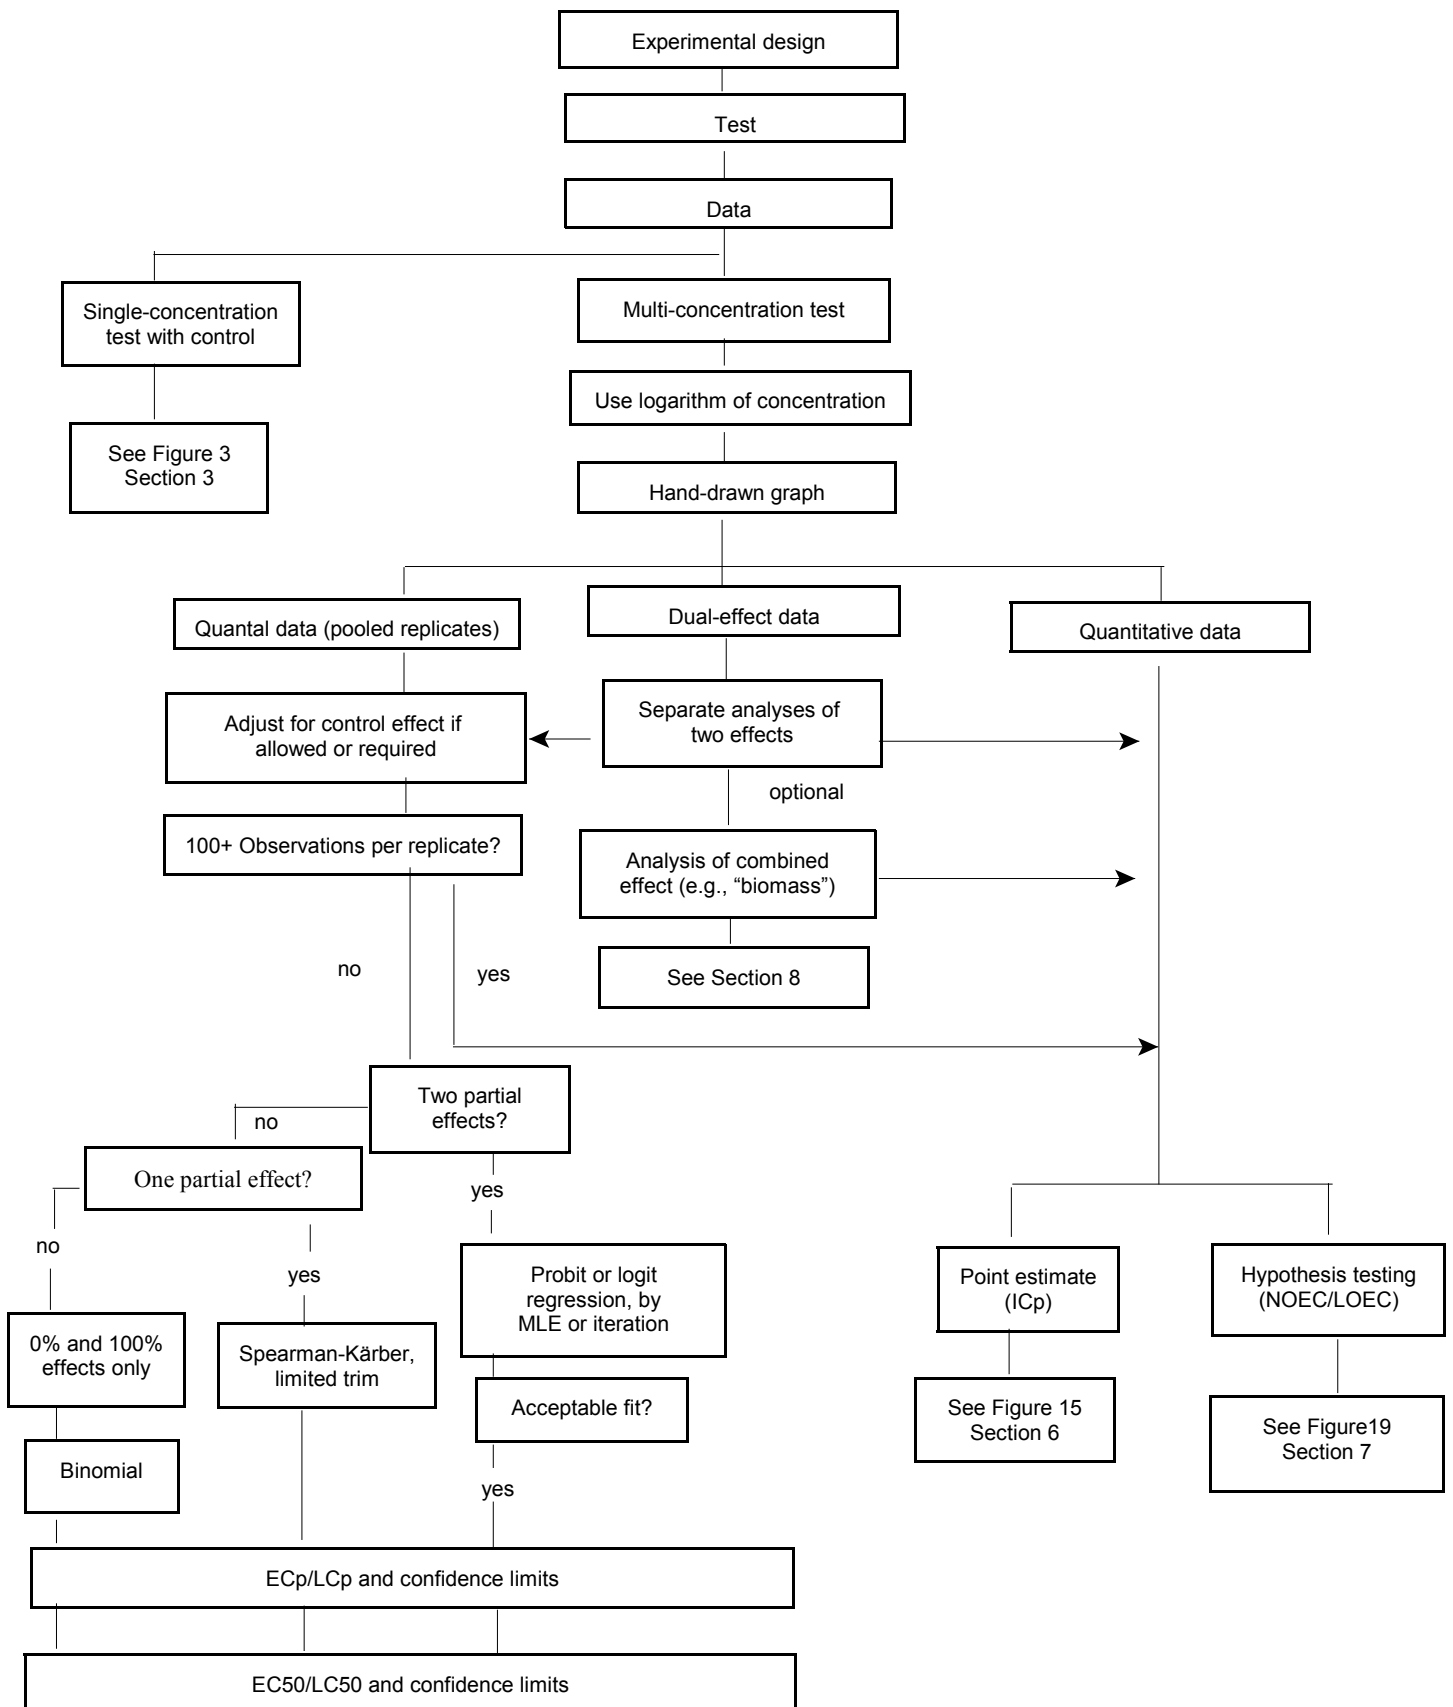 Experimental design
Test
Data
Single-concentration
test with control
Multi-concentration test
Use logarithm of concentration
See Figure 3
Section 3
Hand-drawn graph
Quantal data (pooled replicates)
Dual-effect data
Quantitative data
Adjust for control effect if
allowed or required
Separate analyses of
two effects
optional
100+ Observations per replicate?
Analysis of combined
effect (e.g., “biomass”)
no
yes
See Section 8
Two partial
effects?
no
One partial effect?
yes
no
yes
Probit or logit
regression, by
MLE or iteration
Point estimate
(ICp)
Hypothesis testing
(NOEC/LOEC)
0% and 100%
effects only
Spearman-Kärber,
limited trim
Acceptable fit?
See Figure 15
Section 6
See Figure19
Section 7
Binomial
yes
ECp/LCp and confidence limits
EC50/LC50 and confidence limits